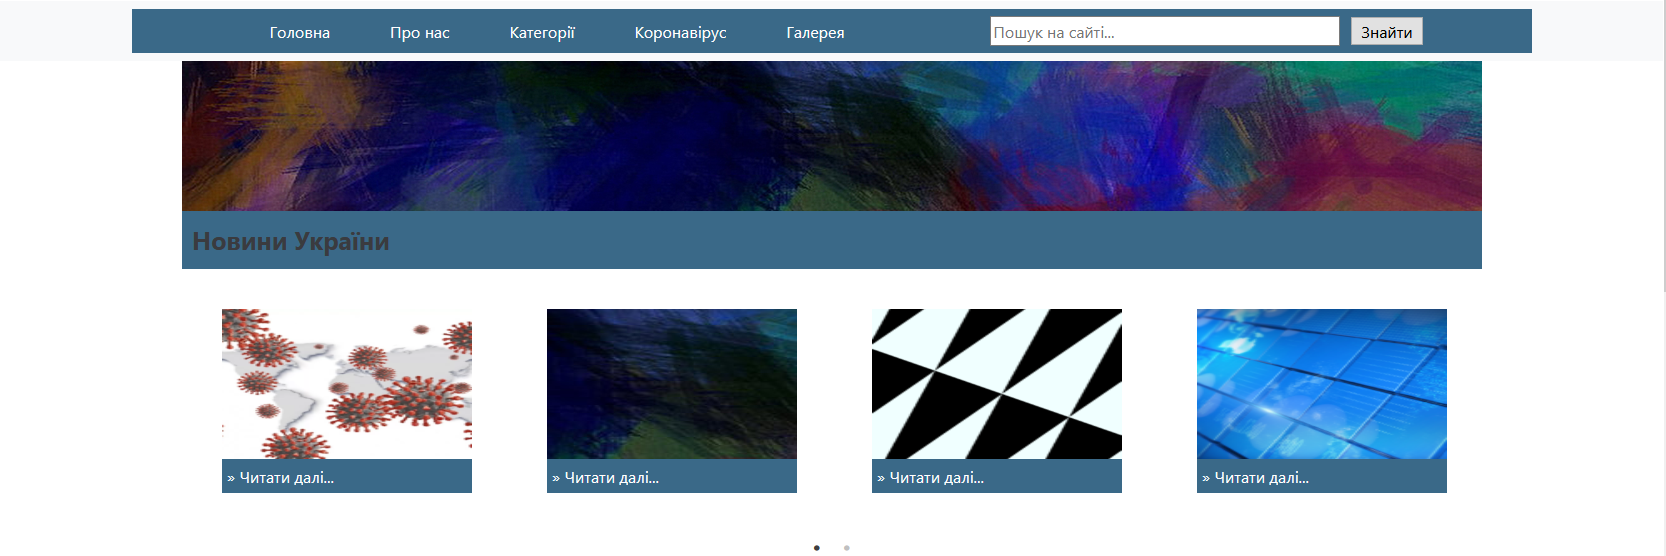 Головна Про нас Категорії Коронавірус Галерея Пошук на сайті... Знайти
Новини України
» Читати далі... » Читати далі... » Читати далі... » Читати далі...